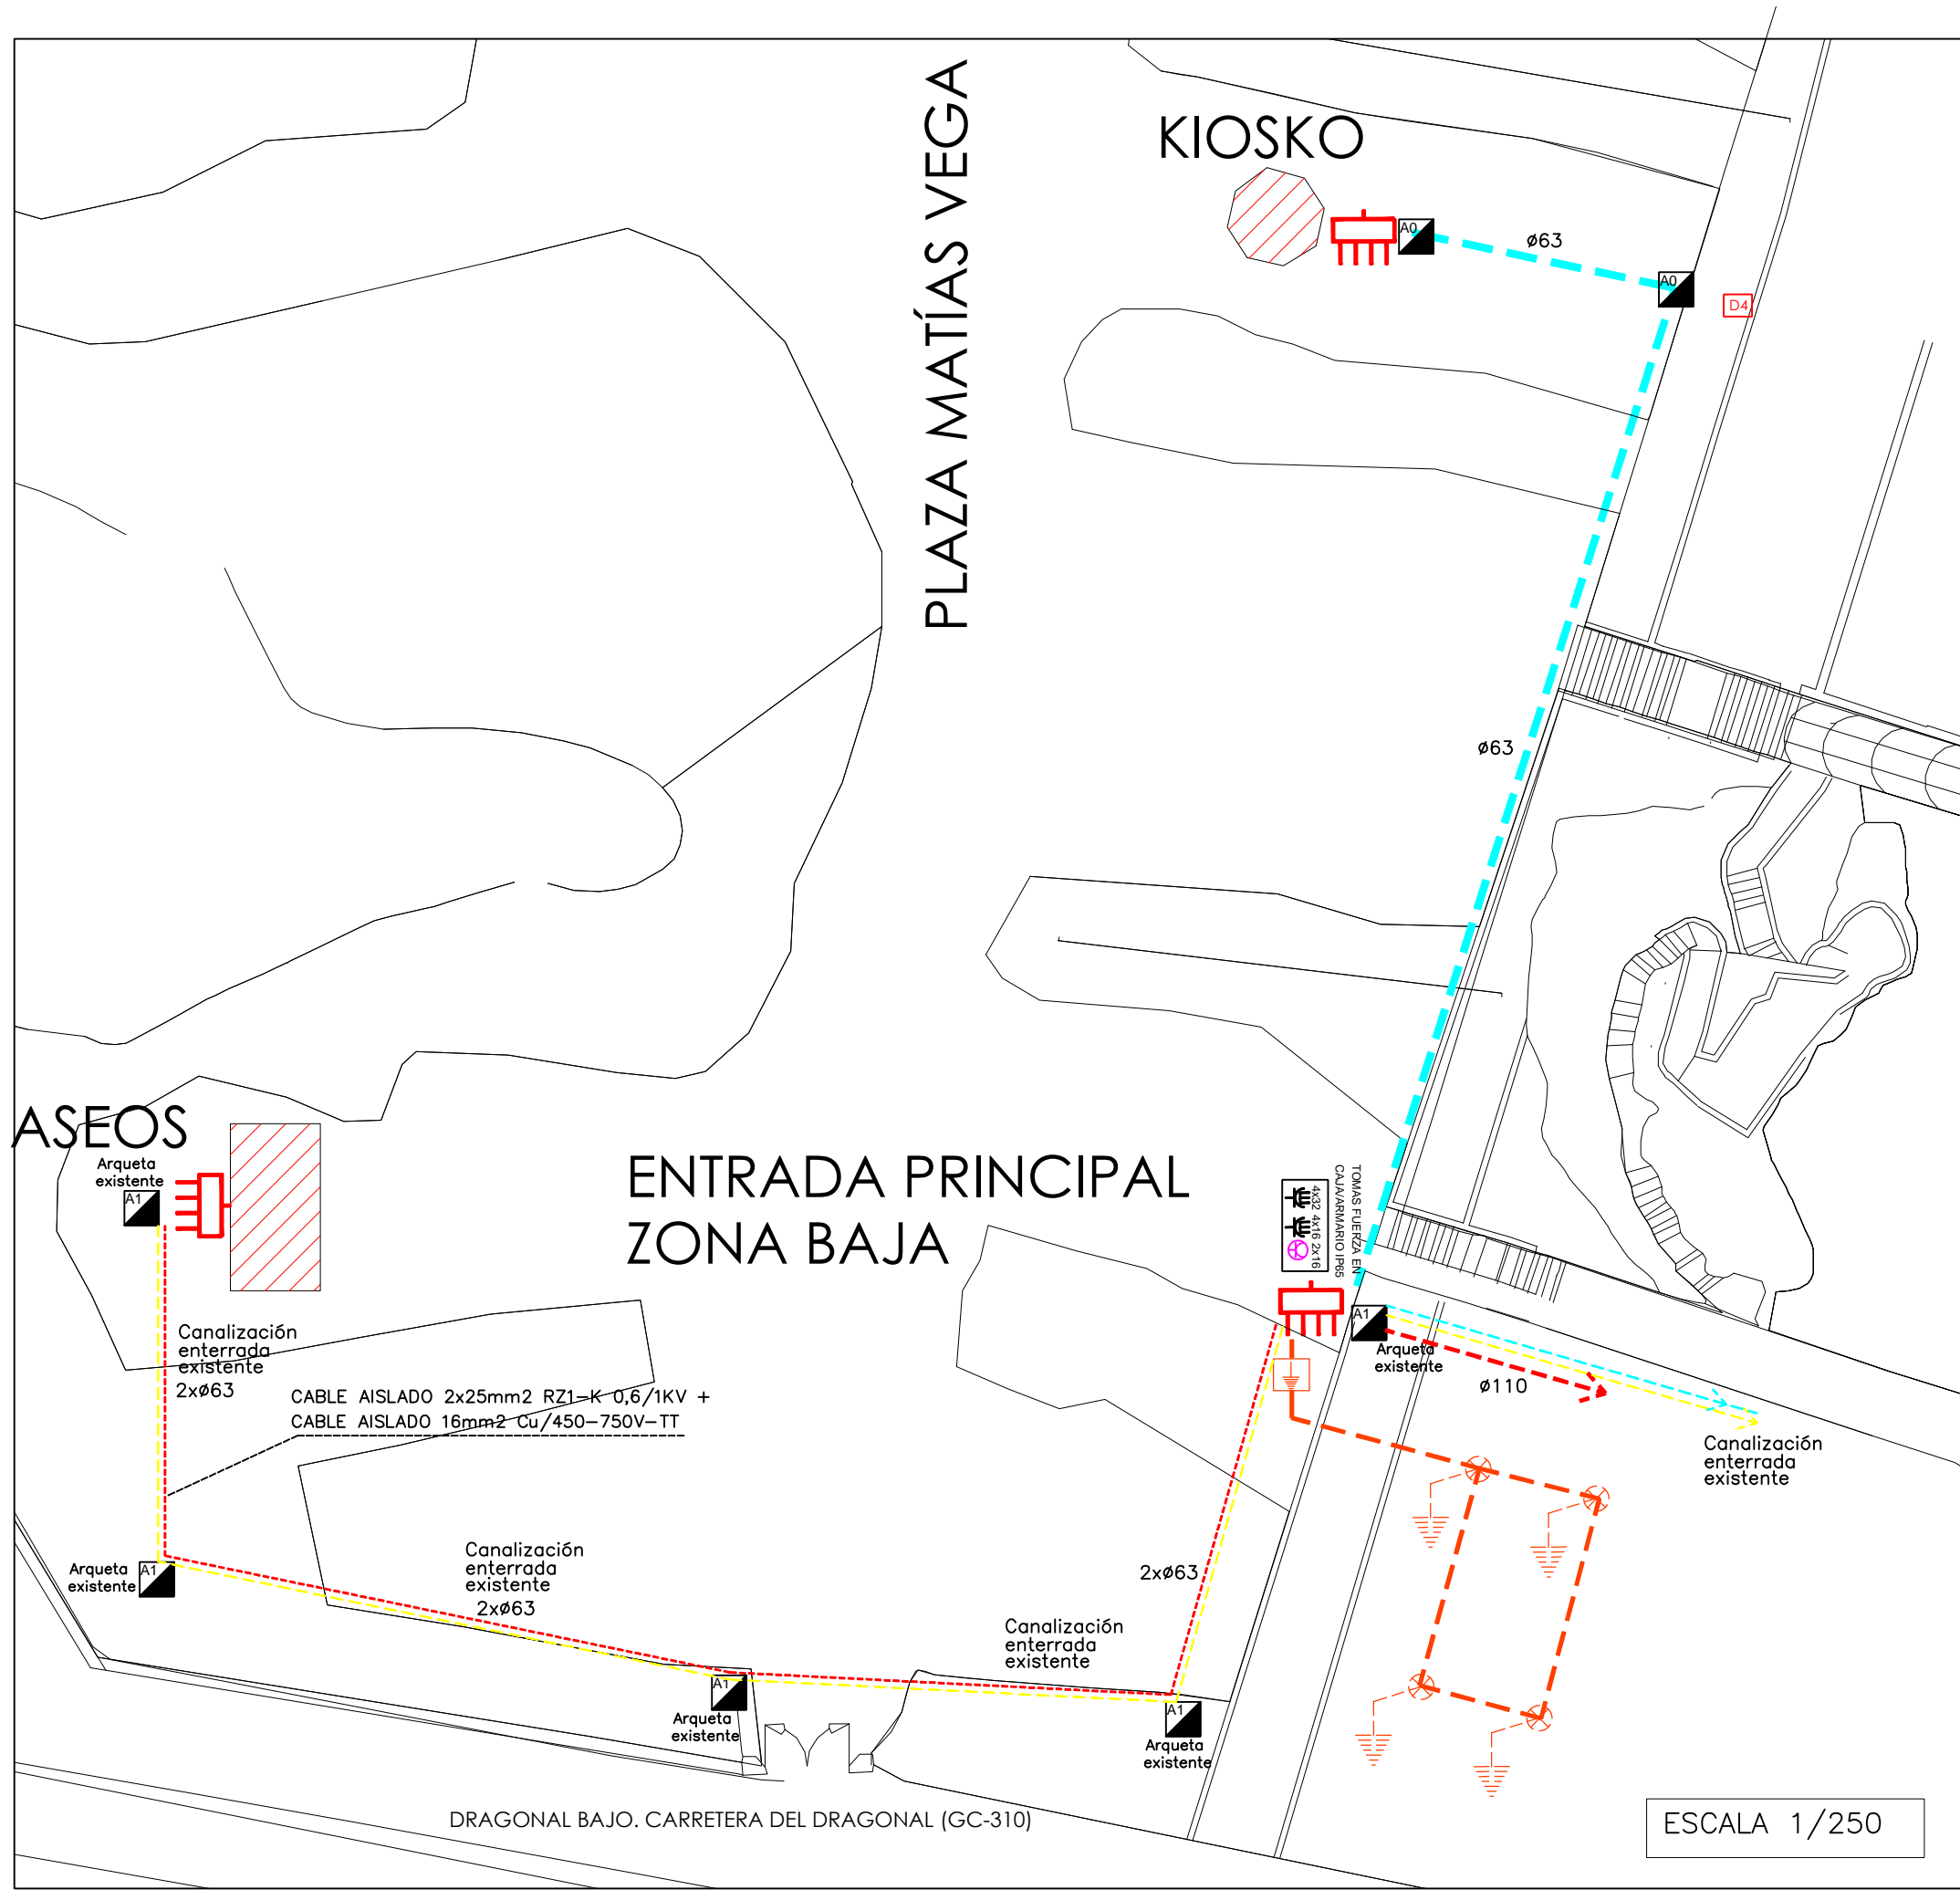 PLAZA MATÍAS VEGA
KIOSKO
A0
ø63
A0
D4
ø63
ASEOS
Arqueta
existente
A1
ENTRADA PRINCIPAL
ZONA BAJA
TOMAS FUERZA EN
CAJA/ARMARIO IP65
4x32 4x16 2x16
A1
Arqueta
existente
ø110
Canalización
enterrada
existente
Canalización
enterrada
existente
2xø63
CABLE AISLADO 2x25mm2 RZ1-K 0,6/1KV +
CABLE AISLADO 16mm2 Cu/450-750V-TT
Arqueta
existente
A1
Canalización
enterrada
existente
2xø63
2xø63
Canalización
enterrada
existente
A1
Arqueta
existente
A1
Arqueta
existente
DRAGONAL BAJO. CARRETERA DEL DRAGONAL (GC-310)
ESCALA 1/250